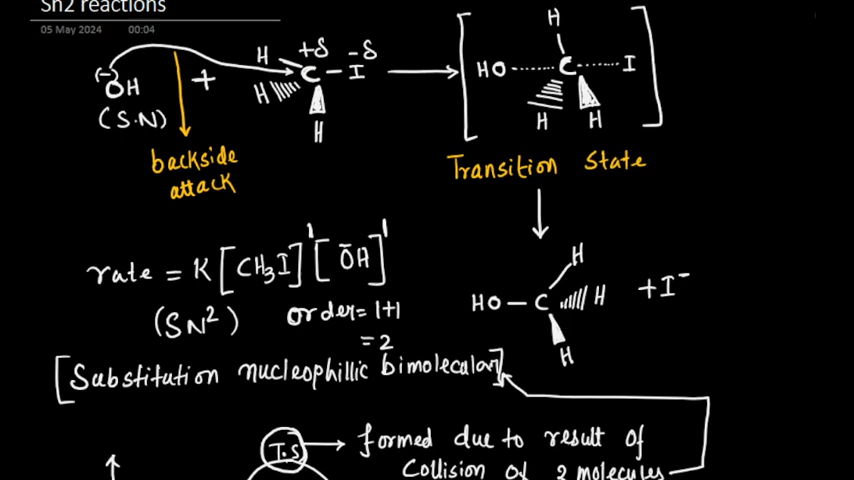 Sn2 reactions
05 May 2024 00:04
(-)
OH + H H C - I H +δ -δ
(S.N)
backside
attack
[ HO ...... C ...... I H H H ]
Transition State
rate = K [CH₃I]¹ [ŌH]¹
(SN²) order = 1+1
= 2
HO - C H H H + I⁻
[Substitution nucleophillic bimolecular]
T.S → formed due to result of
Collision of 2 molecules